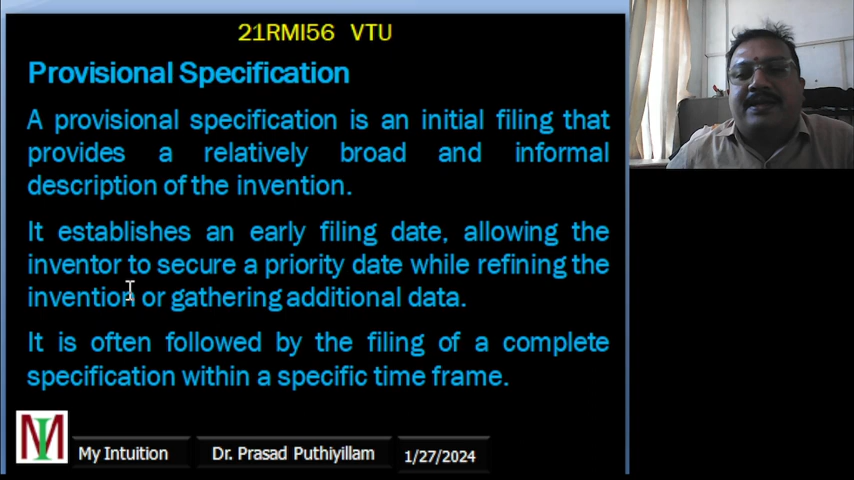 21RMI56 VTU
Provisional Specification
A provisional specification is an initial filing that
provides a relatively broad and informal
description of the invention.
It establishes an early filing date, allowing the
inventor to secure a priority date while refining the
invention or gathering additional data.
It is often followed by the filing of a complete
specification within a specific time frame.
MI
My Intuition
Dr. Prasad Puthiyillam
1/27/2024